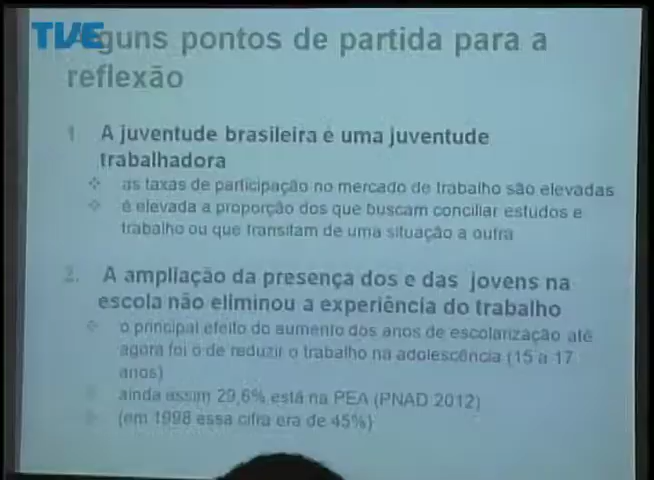 TVE
Alguns pontos de partida para a
reflexão
1. A juventude brasileira é uma juventude
trabalhadora
as taxas de participação no mercado de trabalho são elevadas
é elevada a proporção dos que buscam conciliar estudos e
trabalho ou que transitam de uma situação a outra
2. A ampliação da presença dos e das jovens na
escola não eliminou a experiência do trabalho
o principal efeito do aumento dos anos de escolarização até
agora foi o de reduzir o trabalho na adolescência (15 a 17
anos)
ainda assim 29,6% está na PEA (PNAD 2012)
(em 1998 essa cifra era de 45%)